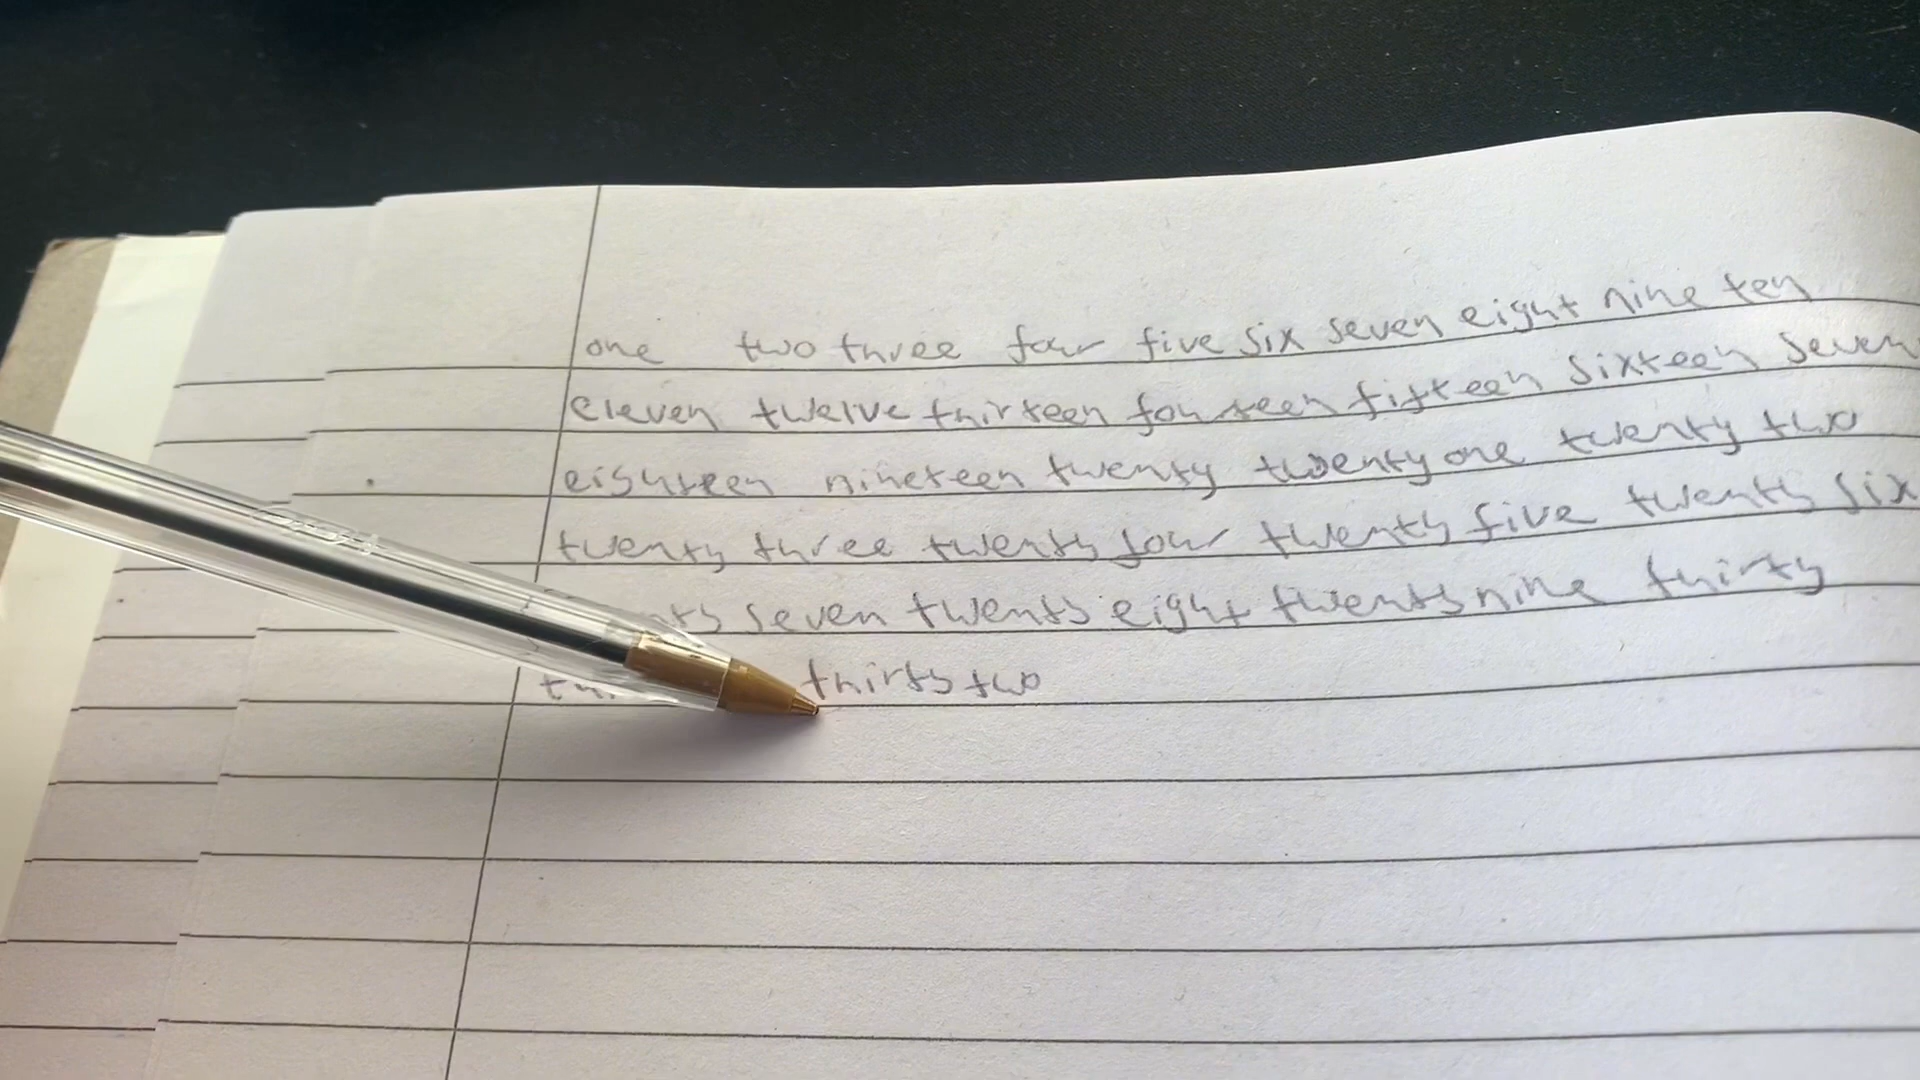 one two three four five six seven eight nine ten
eleven twelve thirteen fourteen fifteen sixteen seven
eighteen nineteen twenty twenty one twenty two
twenty three twenty four twenty five twenty six
seven twenty eight twenty nine thirty
thirty two